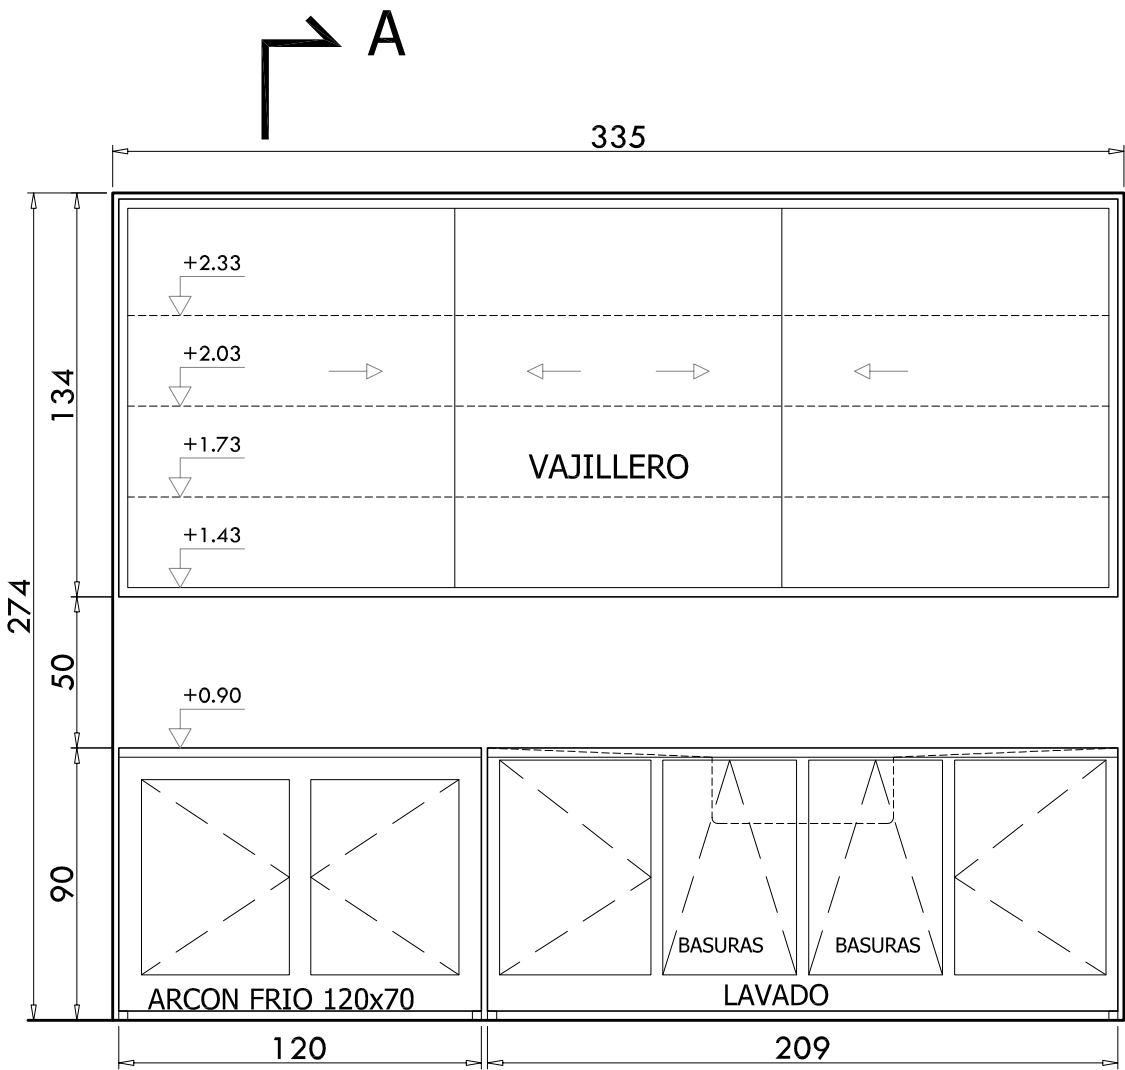 A
335
+2.33
+2.03
134
+1.73
VAJILLERO
+1.43
274
50
+0.90
90
BASURAS
BASURAS
ARCON FRIO 120x70
LAVADO
120
209